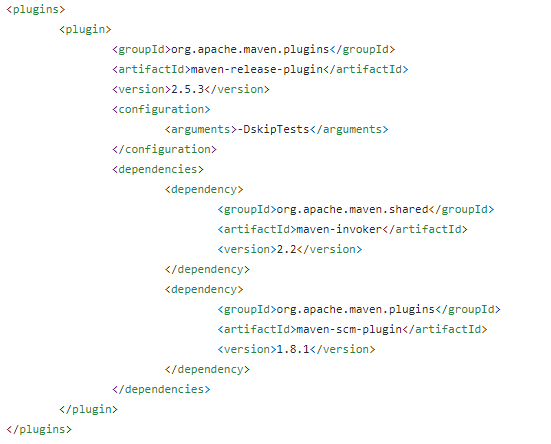 <plugins>
<plugin>
<groupId>org.apache.maven.plugins</groupId>
<artifactId>maven-release-plugin</artifactId>
<version>2.5.3</version>
<configuration>
<arguments>-DskipTests</arguments>
</configuration>
<dependencies>
<dependency>
<groupId>org.apache.maven.shared</groupId>
<artifactId>maven-invoker</artifactId>
<version>2.2</version>
</dependency>
<dependency>
<groupId>org.apache.maven.plugins</groupId>
<artifactId>maven-scm-plugin</artifactId>
<version>1.8.1</version>
</dependency>
</dependencies>
</plugin>
</plugins>